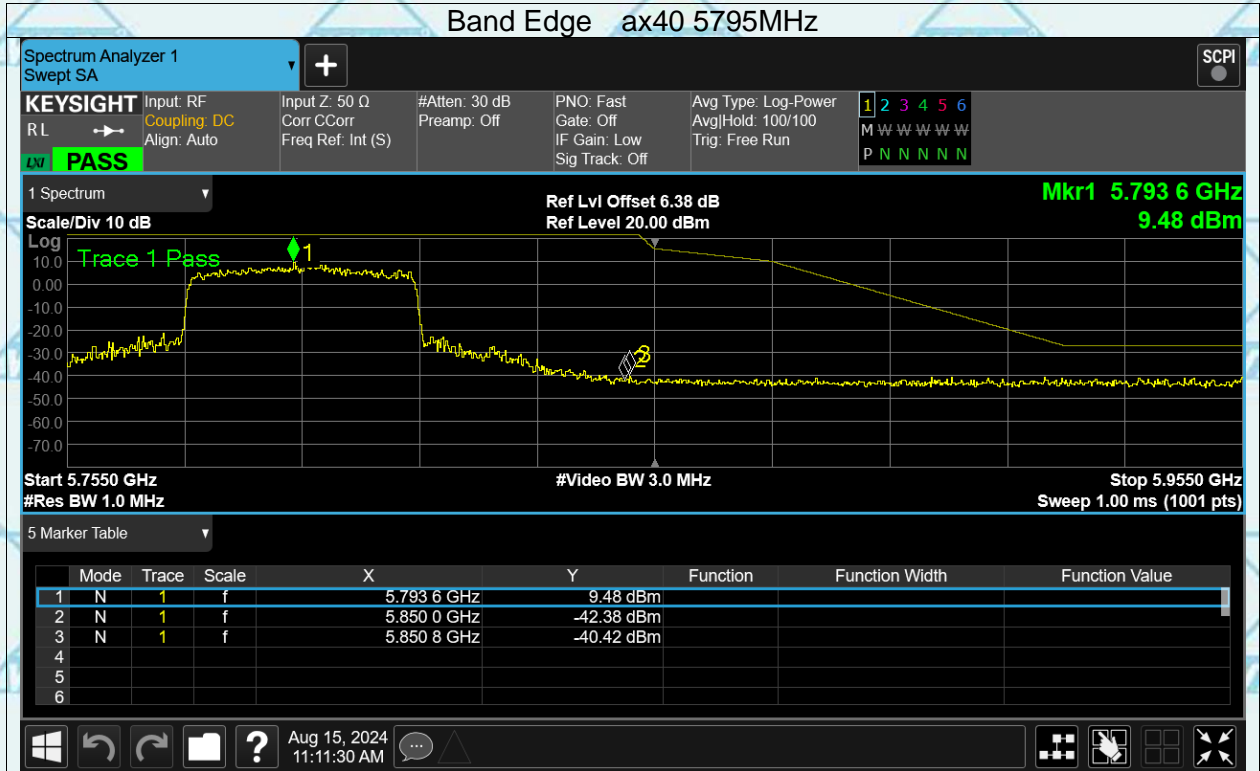 Band Edge ax40 5795MHz
Spectrum Analyzer 1
Swept SA
+
SCPI
KEYSIGHT
RL
LXI PASS
Input: RF
Coupling: DC
Align: Auto
Input Z: 50 Ω
Corr CCorr
Freq Ref: Int (S)
#Atten: 30 dB
Preamp: Off
PNO: Fast
Gate: Off
IF Gain: Low
Sig Track: Off
Avg Type: Log-Power
Avg|Hold: 100/100
Trig: Free Run
1 2 3 4 5 6
M W W W W W
P N N N N N
1 Spectrum
Ref Lvl Offset 6.38 dB
Mkr1 5.793 6 GHz
Scale/Div 10 dB
Ref Level 20.00 dBm
9.48 dBm
Log
Trace 1 Pass
1
10.0
0.00
-10.0
-20.0
-30.0
-40.0
-50.0
-60.0
-70.0
2
3
Start 5.7550 GHz
#Video BW 3.0 MHz
Stop 5.9550 GHz
#Res BW 1.0 MHz
Sweep 1.00 ms (1001 pts)
5 Marker Table
Mode Trace Scale X Y Function Function Width Function Value
1 N 1 f 5.793 6 GHz 9.48 dBm
2 N 1 f 5.850 0 GHz -42.38 dBm
3 N 1 f 5.850 8 GHz -40.42 dBm
4
5
6
?
Aug 15, 2024
11:11:30 AM